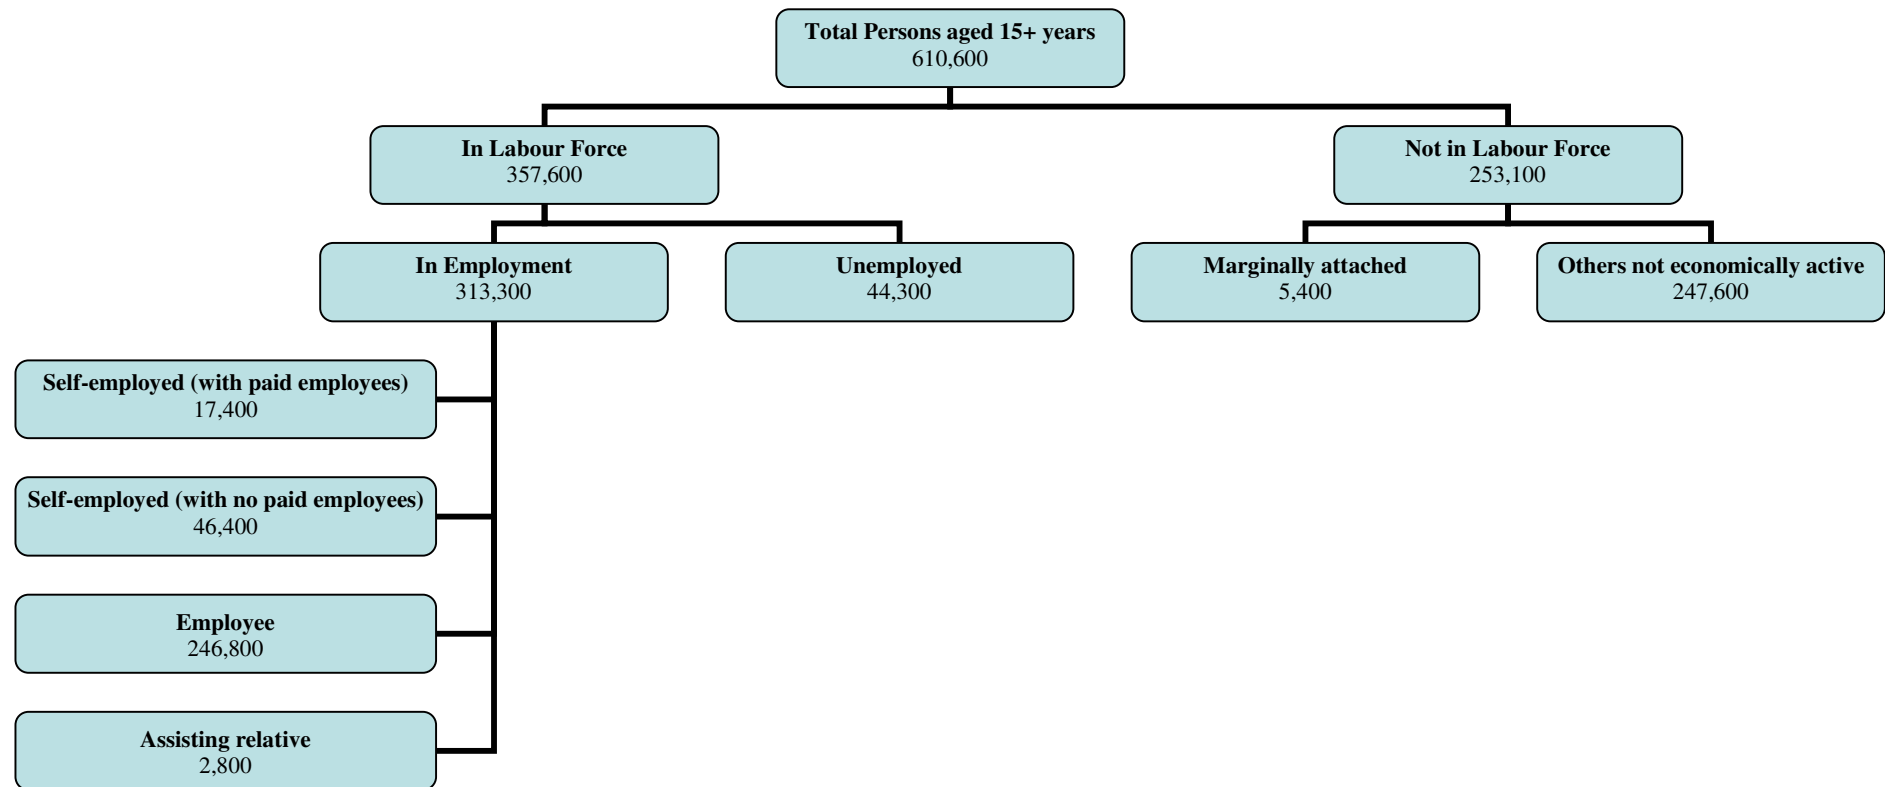 Total Persons aged 15+ years
610,600
In Labour Force
357,600
Not in Labour Force
253,100
In Employment
313,300
Unemployed
44,300
Marginally attached
5,400
Others not economically active
247,600
Self-employed (with paid employees)
17,400
Self-employed (with no paid employees)
46,400
Employee
246,800
Assisting relative
2,800